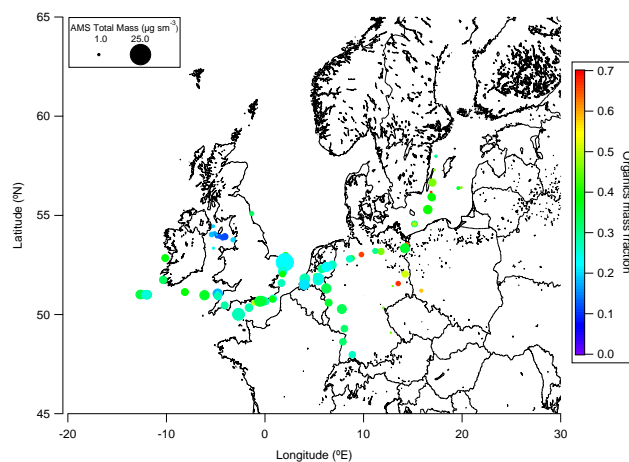 65
60
55
50
45
Latitude (ºN)
AMS Total Mass (µg sm⁻³)
1.0 25.0
-20 -10 0 10 20 30
Longitude (ºE)
0.7
0.6
0.5
0.4
0.3
0.2
0.1
0.0
Organics mass fraction